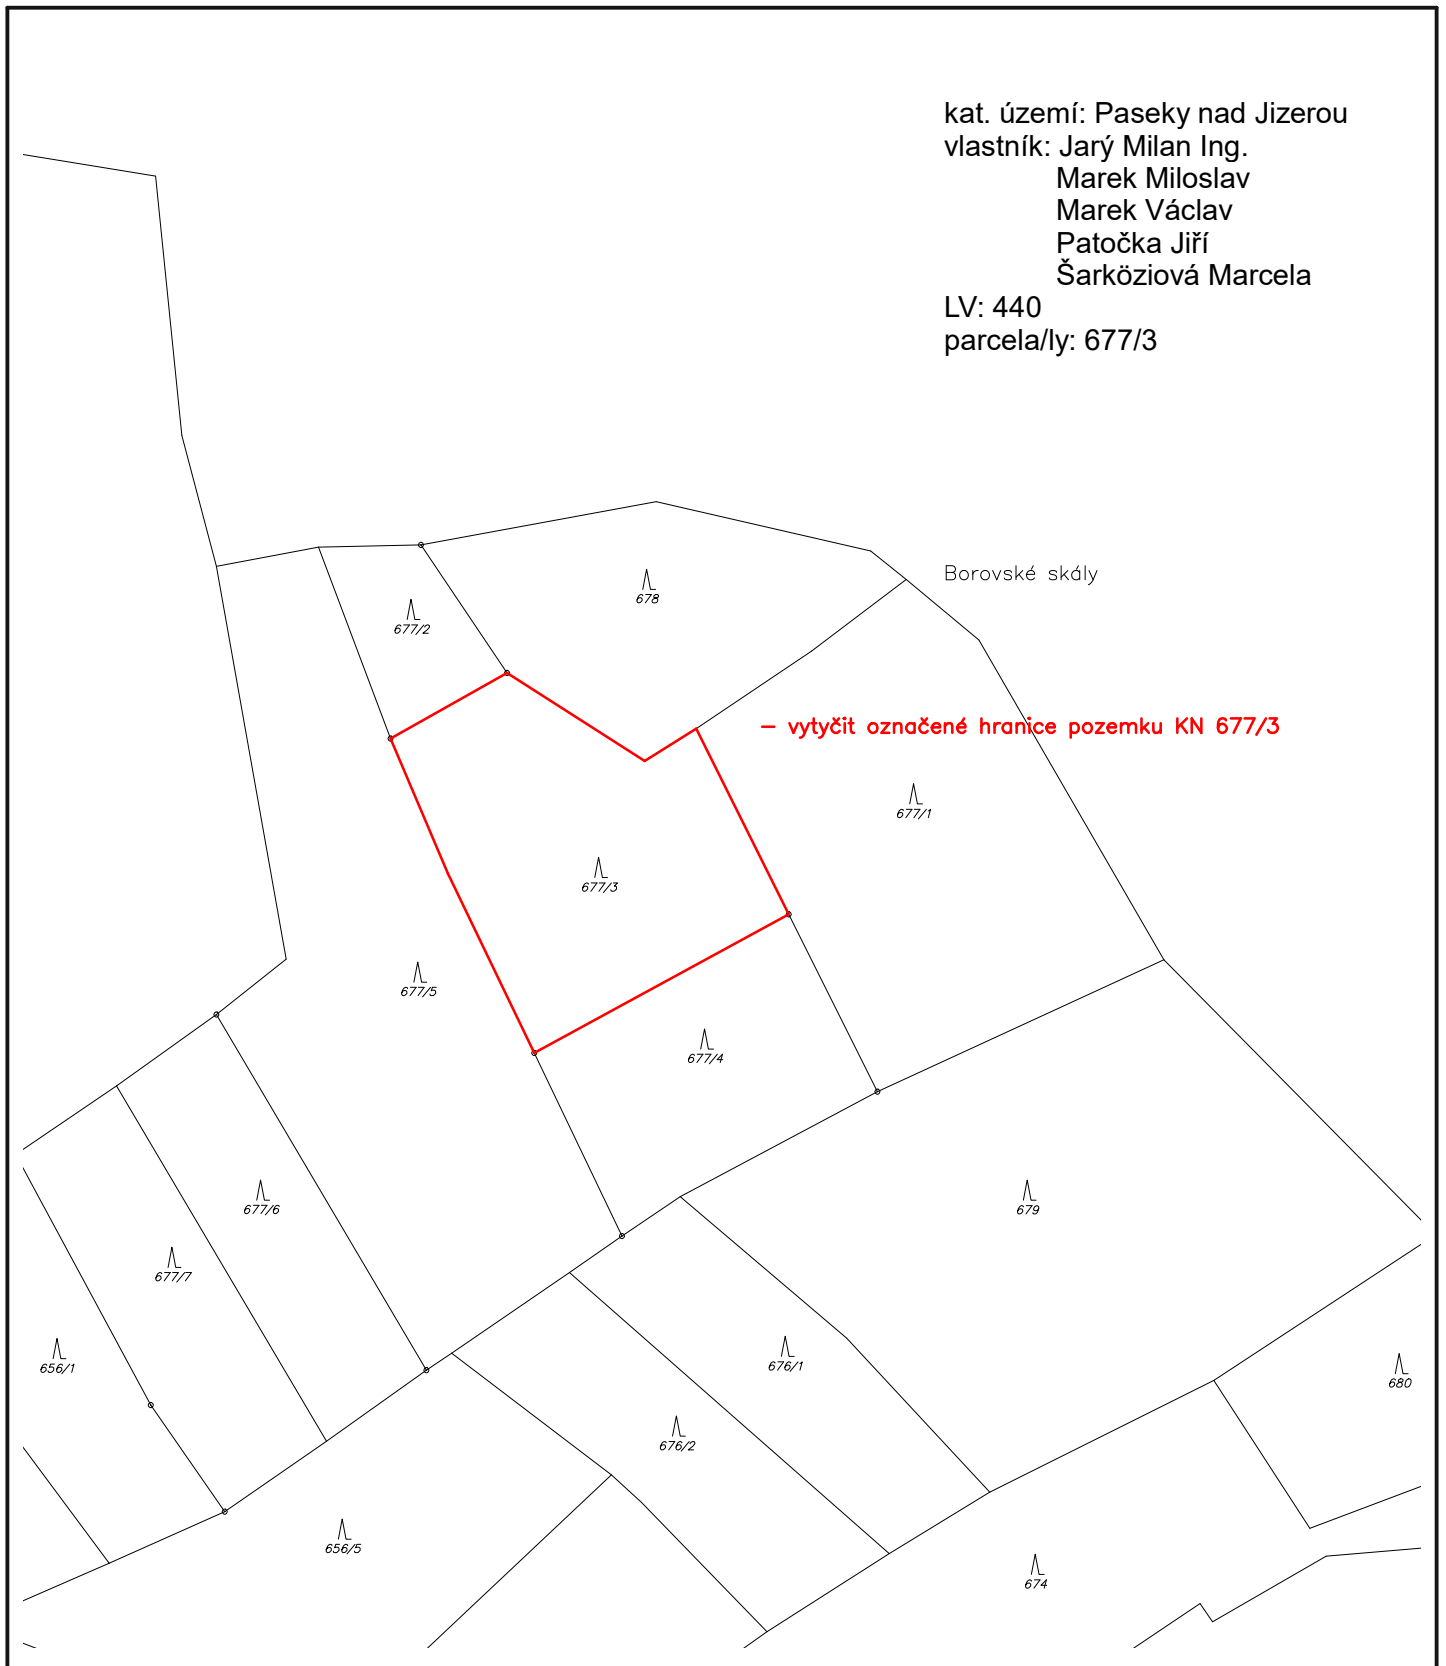 kat. území: Paseky nad Jizerou
vlastník: Jarý Milan Ing.
Marek Miloslav
Marek Václav
Patočka Jiří
Šarköziová Marcela
LV: 440
parcela/ly: 677/3
Borovské skály
678
677/2
– vytyčit označené hranice pozemku KN 677/3
677/1
677/3
677/5
677/4
677/6
679
677/7
656/1
676/1
680
676/2
656/5
674